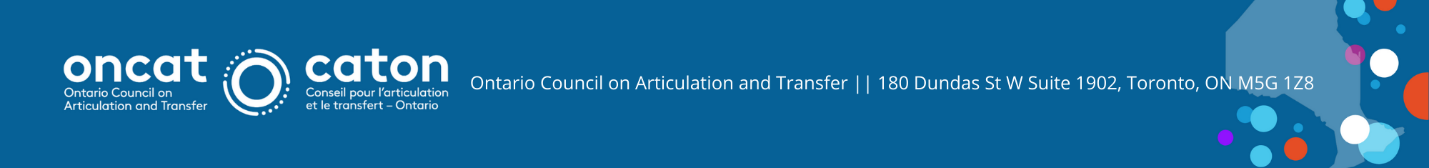 oncat
Ontario Council on
Articulation and Transfer
caton
Conseil pour l’articulation
et le transfert – Ontario
Ontario Council on Articulation and Transfer || 180 Dundas St W Suite 1902, Toronto, ON M5G 1Z8